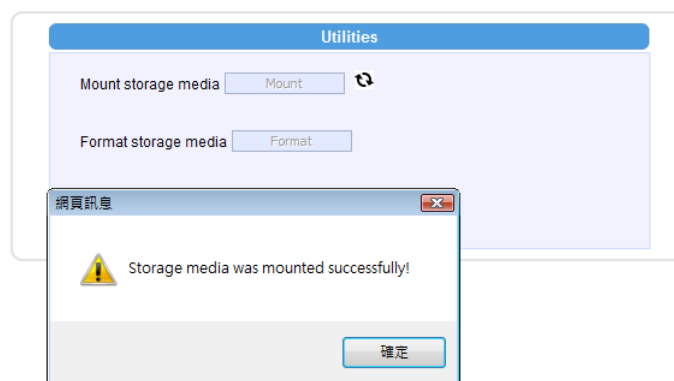 Utilities
Mount storage media Mount
Format storage media Format
網頁訊息
Storage media was mounted successfully!
確定